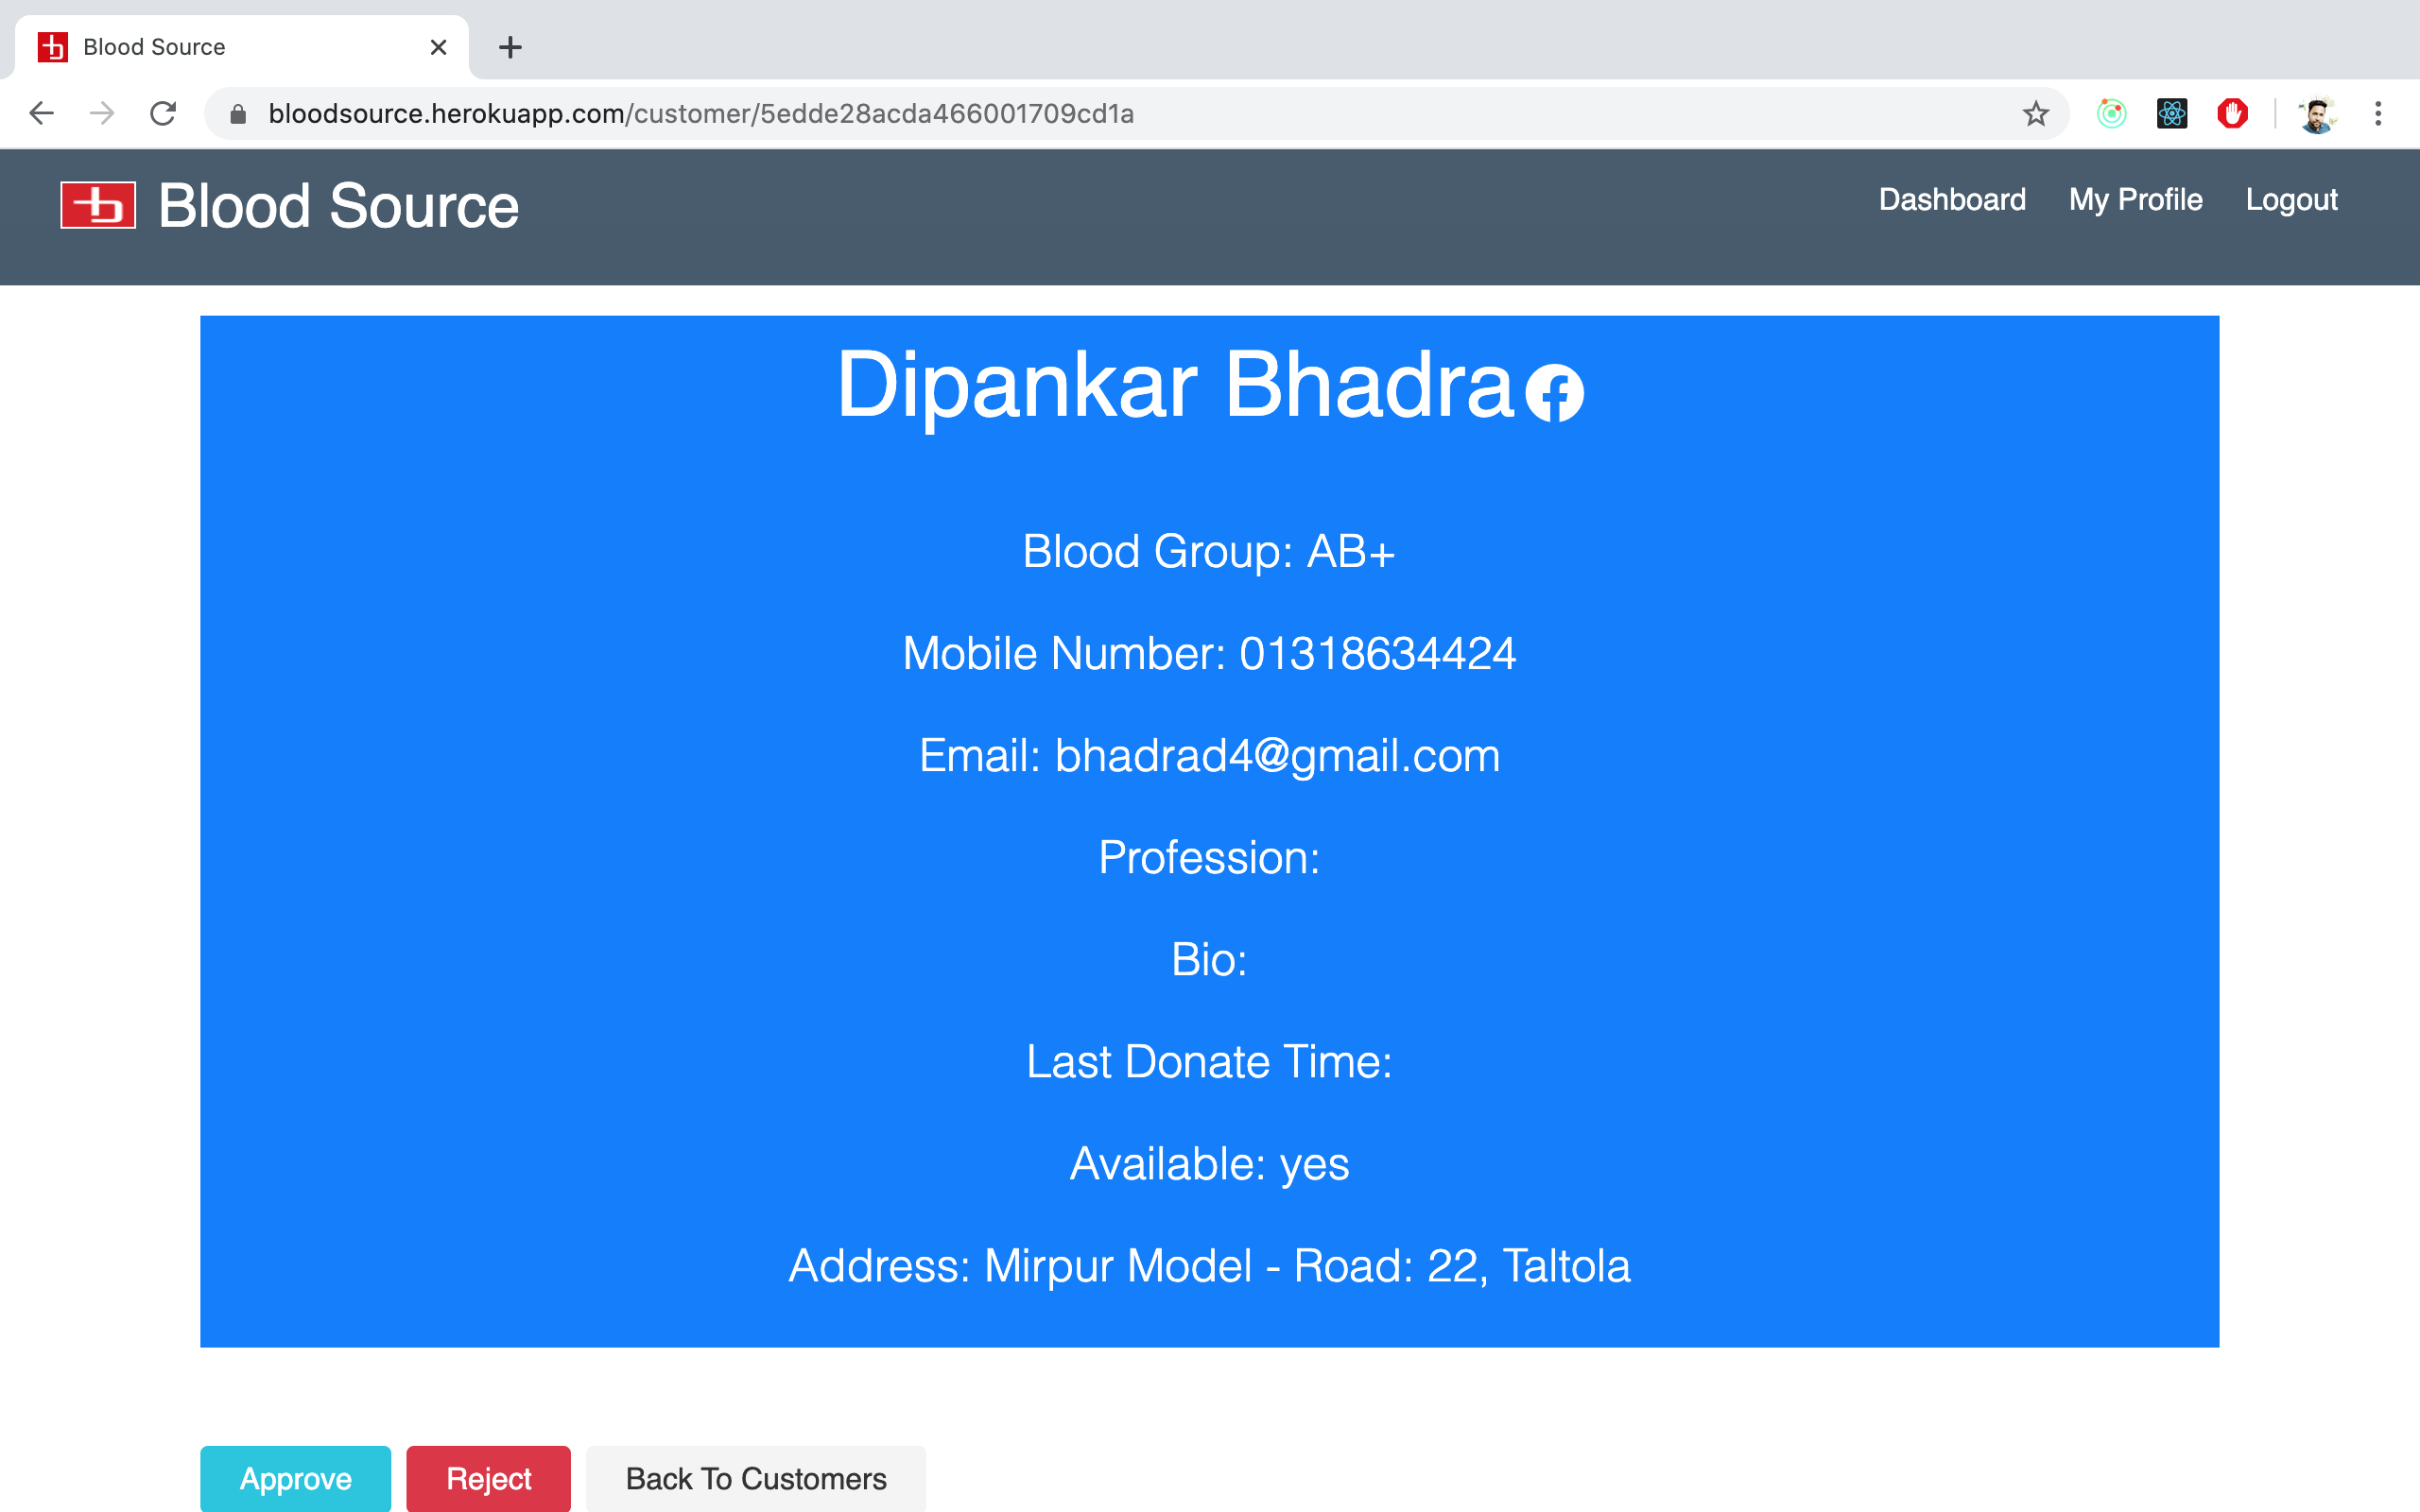 Blood Source
bloodsource.herokuapp.com/customer/5edde28acda466001709cd1a
Blood Source
Dashboard My Profile Logout
Dipankar Bhadra
Blood Group: AB+
Mobile Number: 01318634424
Email: bhadrad4@gmail.com
Profession:
Bio:
Last Donate Time:
Available: yes
Address: Mirpur Model - Road: 22, Taltola
Approve Reject Back To Customers